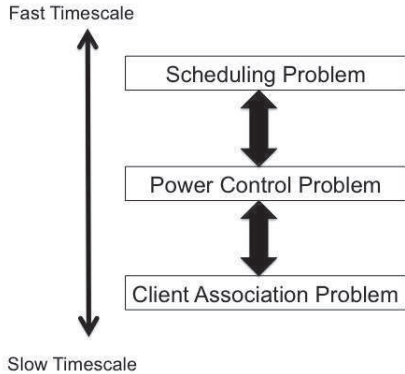 Fast Timescale
Scheduling Problem
Power Control Problem
Client Association Problem
Slow Timescale